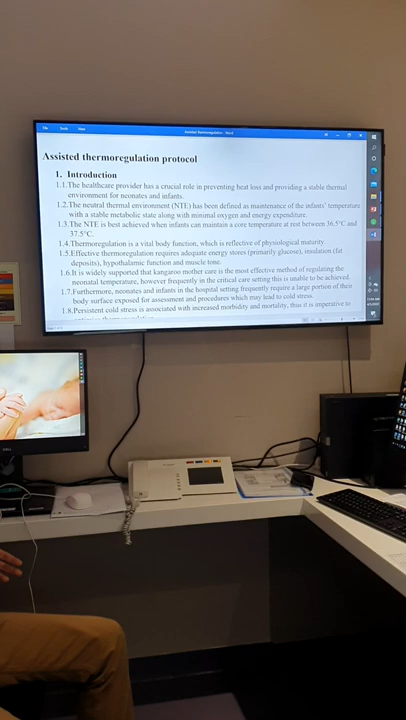 File Tools View
Assisted thermoregulation - Word
Assisted thermoregulation protocol
1. Introduction
1.1.The healthcare provider has a crucial role in preventing heat loss and providing a stable thermal
environment for neonates and infants.
1.2.The neutral thermal environment (NTE) has been defined as maintenance of the infants' temperature
with a stable metabolic state along with minimal oxygen and energy expenditure.
1.3.The NTE is best achieved when infants can maintain a core temperature at rest between 36.5°C and
37.5°C.
1.4.Thermoregulation is a vital body function, which is reflective of physiological maturity.
1.5.Effective thermoregulation requires adequate energy stores (primarily glucose), insulation (fat
deposits), hypothalamic function and muscle tone.
1.6.It is widely supported that kangaroo mother care is the most effective method of regulating the
neonatal temperature, however frequently in the critical care setting this is unable to be achieved.
1.7.Furthermore, neonates and infants in the hospital setting frequently require a large portion of their
body surface exposed for assessment and procedures which may lead to cold stress.
1.8.Persistent cold stress is associated with increased morbidity and mortality, thus it is imperative to
DELL